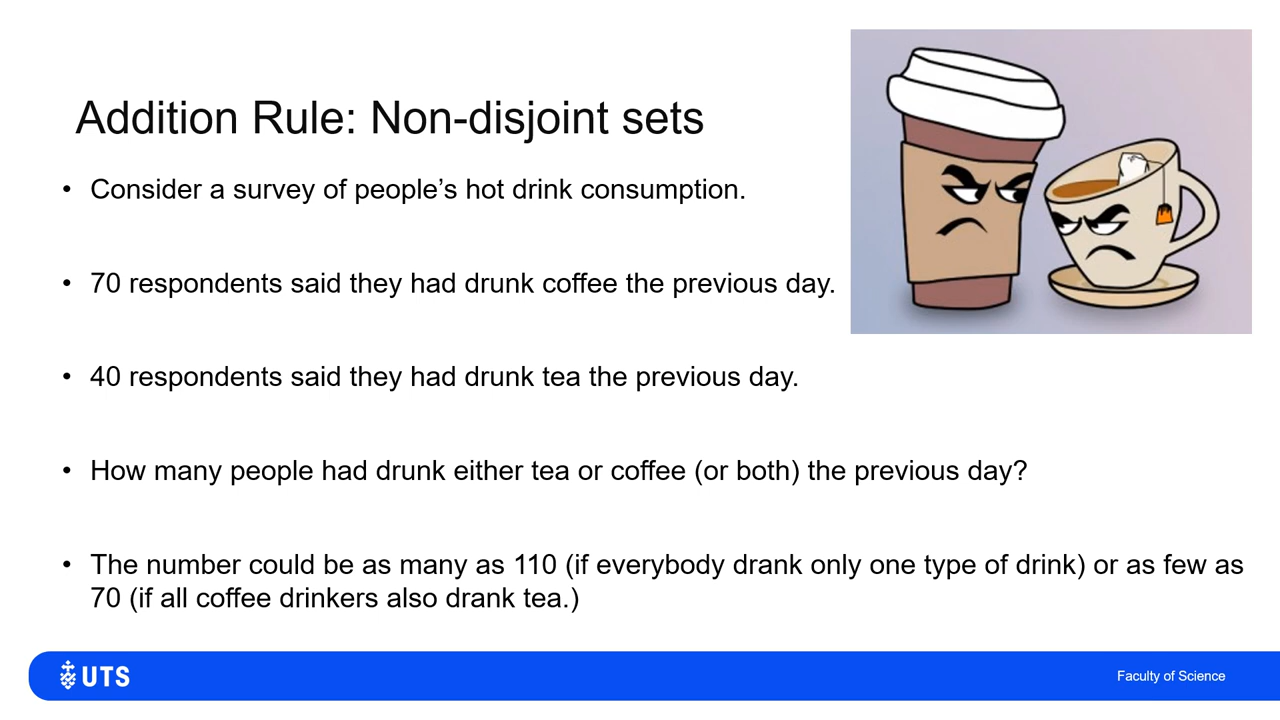 Addition Rule: Non-disjoint sets
• Consider a survey of people’s hot drink consumption.
• 70 respondents said they had drunk coffee the previous day.
• 40 respondents said they had drunk tea the previous day.
• How many people had drunk either tea or coffee (or both) the previous day?
• The number could be as many as 110 (if everybody drank only one type of drink) or as few as
70 (if all coffee drinkers also drank tea.)
UTS
Faculty of Science